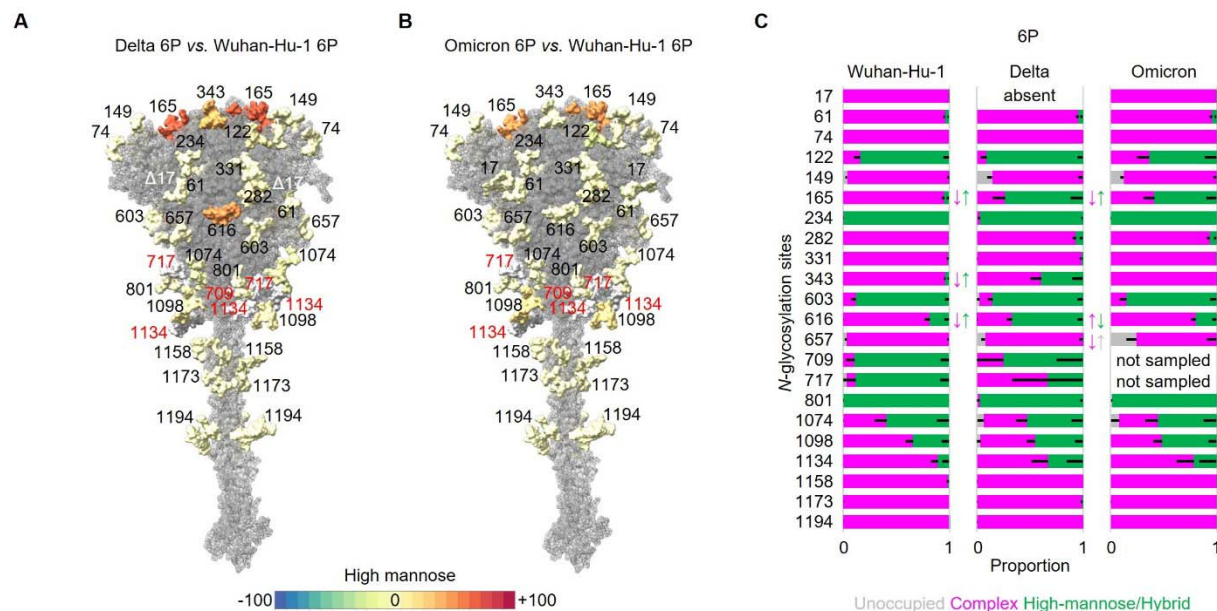 A
Delta 6P vs. Wuhan-Hu-1 6P
343
165 165
149 149
74 74
122
234
331
Δ17 Δ17
61 282
61
603 657 657
616
603
1074 1074
717 801 717
801 709
1098 1134 1134
1134 1098
1158
1158
1173
1173
1194 1194
B
Omicron 6P vs. Wuhan-Hu-1 6P
343
165 165
149 149
74 74
122
234
331
17 17
61 282
61
603 657 657
616
603
1074 1074
717 801 717
801 709
1098 1134 1134
1134 1098
1158
1158
1173
1173
1194 1194
High mannose
-100 0 +100
C
6P
Wuhan-Hu-1 Delta Omicron
N-glycosylation sites
17 absent
61
74
122
149
165 ↓↑ ↓↑
234
282
331
343 ↓↑
603
616 ↓↑ ↑↓
657 ↓↑
709 not sampled
717 not sampled
801
1074
1098
1134
1158
1173
1194
0 1 0 1 0 1
Proportion
Unoccupied Complex High-mannose/Hybrid